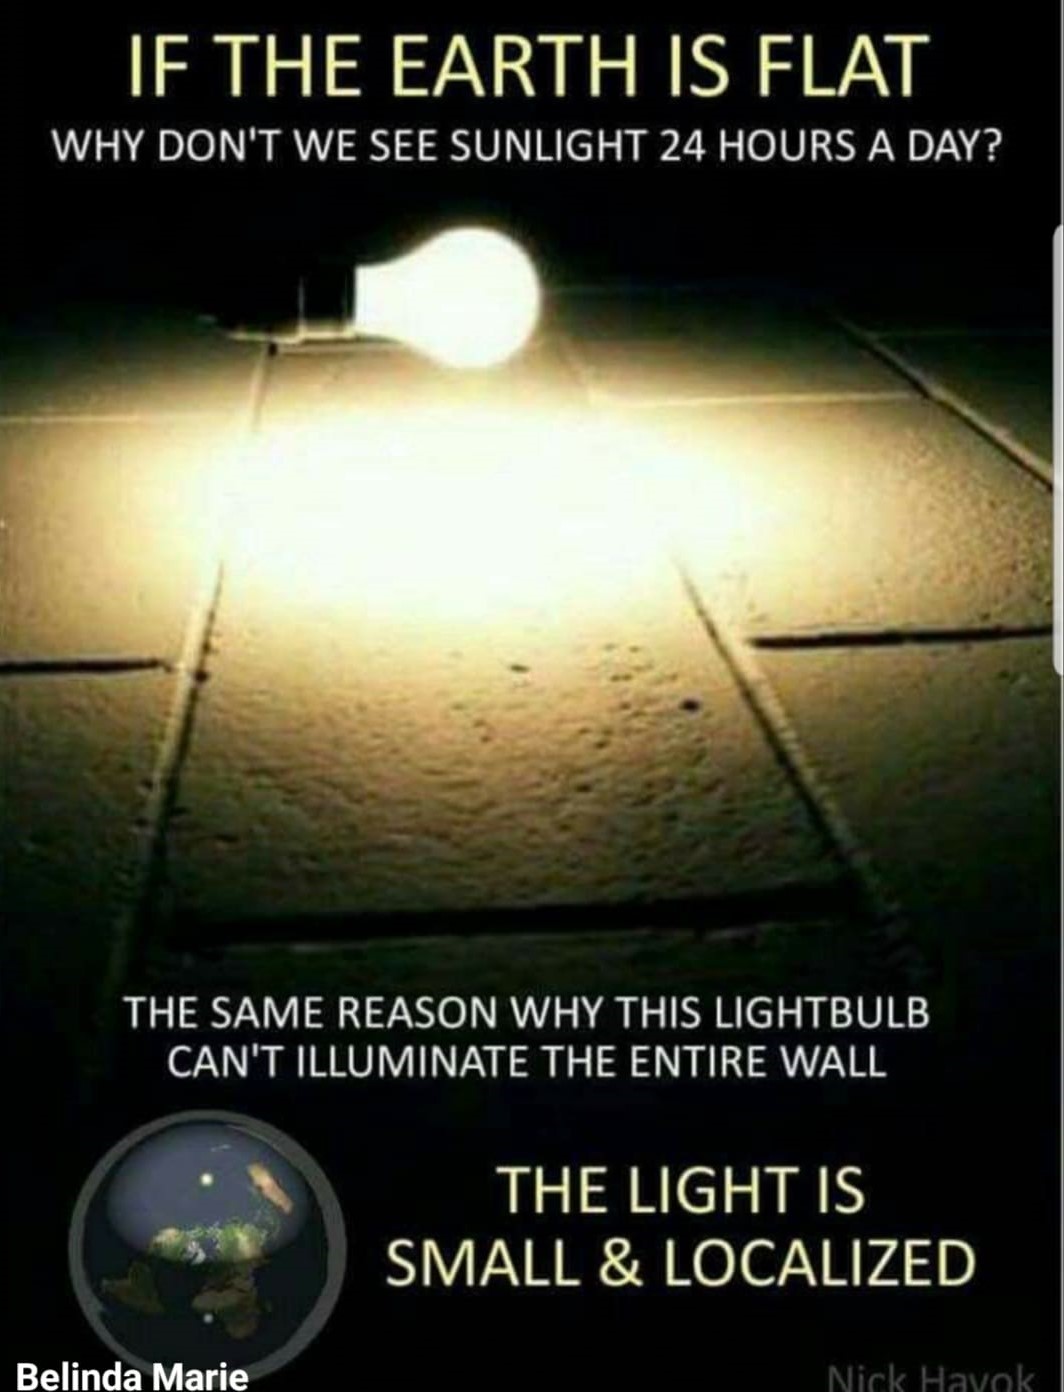 IF THE EARTH IS FLAT
WHY DON'T WE SEE SUNLIGHT 24 HOURS A DAY?
THE SAME REASON WHY THIS LIGHTBULB
CAN'T ILLUMINATE THE ENTIRE WALL
THE LIGHT IS
SMALL & LOCALIZED
Belinda Marie
Nick Havok